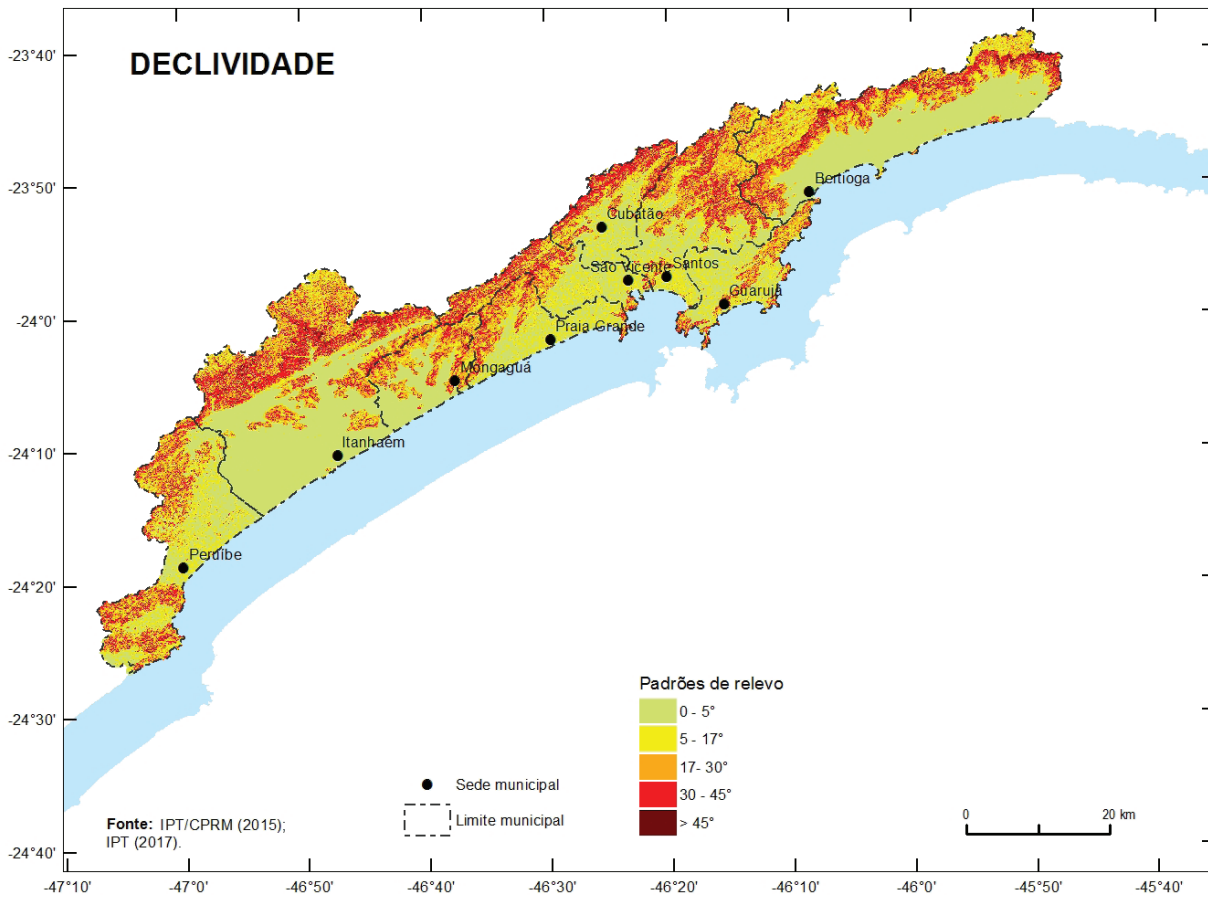 DECLIVIDADE
-23°40'
-23°50'
-24°0'
-24°10'
-24°20'
-24°30'
-24°40'
Bertioga
Cubatão
São Vicente
Santos
Guarujá
Praia Grande
Mongaguá
Itanhaém
Peruíbe
Padrões de relevo
0 - 5°
5 - 17°
17- 30°
30 - 45°
> 45°
Sede municipal
Limite municipal
Fonte: IPT/CPRM (2015);
IPT (2017).
0 20 km
-47°10' -47°0' -46°50' -46°40' -46°30' -46°20' -46°10' -46°0' -45°50' -45°40'